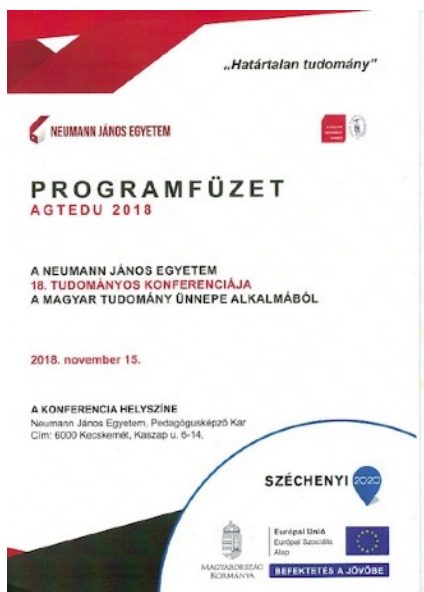 „Határtalan tudomány"
NEUMANN JÁNOS EGYETEM
PROGRAMFÜZET
AGTEDU 2018
A NEUMANN JÁNOS EGYETEM
18. TUDOMÁNYOS KONFERENCIÁJA
A MAGYAR TUDOMÁNY ÜNNEPE ALKALMÁBÓL
2018. november 15.
A KONFERENCIA HELYSZÍNE
Neumann János Egyetem, Pedagógusképző Kar
Cím: 6000 Kecskemét, Kaszap u. 6-14.
SZÉCHENYI 2020
MAGYARORSZÁG
KORMÁNYA
Európai Unió
Európai Szociális
Alap
BEFEKTETÉS A JÖVŐBE